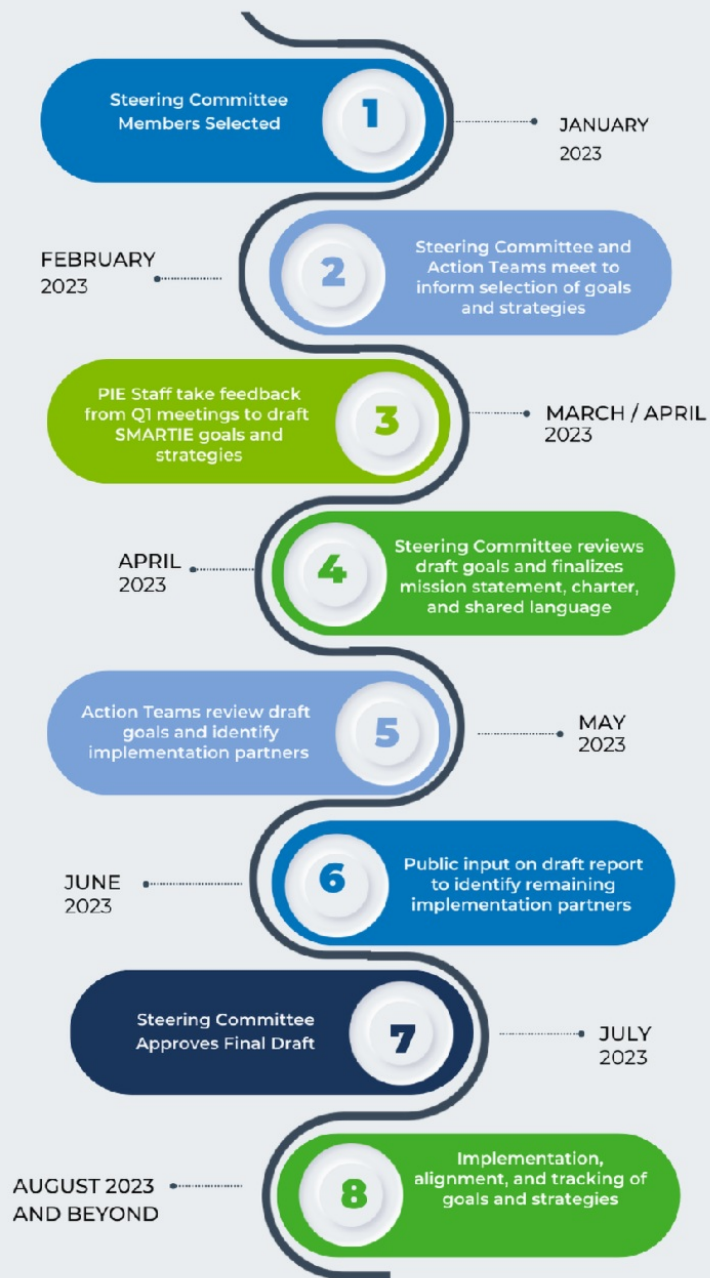 Steering Committee
Members Selected
1
JANUARY
2023
FEBRUARY
2023
2
Steering Committee and
Action Teams meet to
inform selection of goals
and strategies
PIE Staff take feedback
from Q1 meetings to draft
SMARTIE goals and
strategies
3
MARCH / APRIL
2023
APRIL
2023
4
Steering Committee reviews
draft goals and finalizes
mission statement, charter,
and shared language
Action Teams review draft
goals and identify
implementation partners
5
MAY
2023
JUNE
2023
6
Public input on draft report
to identify remaining
implementation partners
Steering Committee
Approves Final Draft
7
JULY
2023
AUGUST 2023
AND BEYOND
8
Implementation,
alignment, and tracking of
goals and strategies